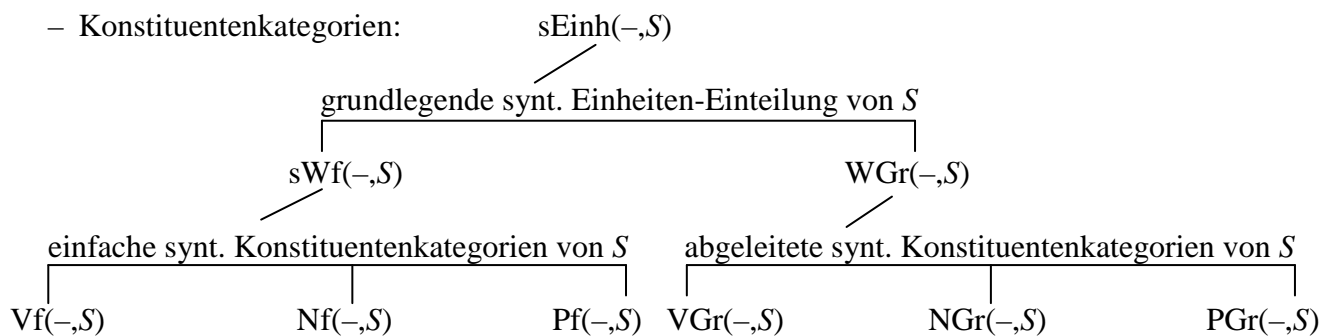 – Konstituentenkategorien: sEinh(–,S)
grundlegende synt. Einheiten-Einteilung von S
sWf(–,S) WGr(–,S)
einfache synt. Konstituentenkategorien von S abgeleitete synt. Konstituentenkategorien von S
Vf(–,S) Nf(–,S) Pf(–,S) VGr(–,S) NGr(–,S) PGr(–,S)